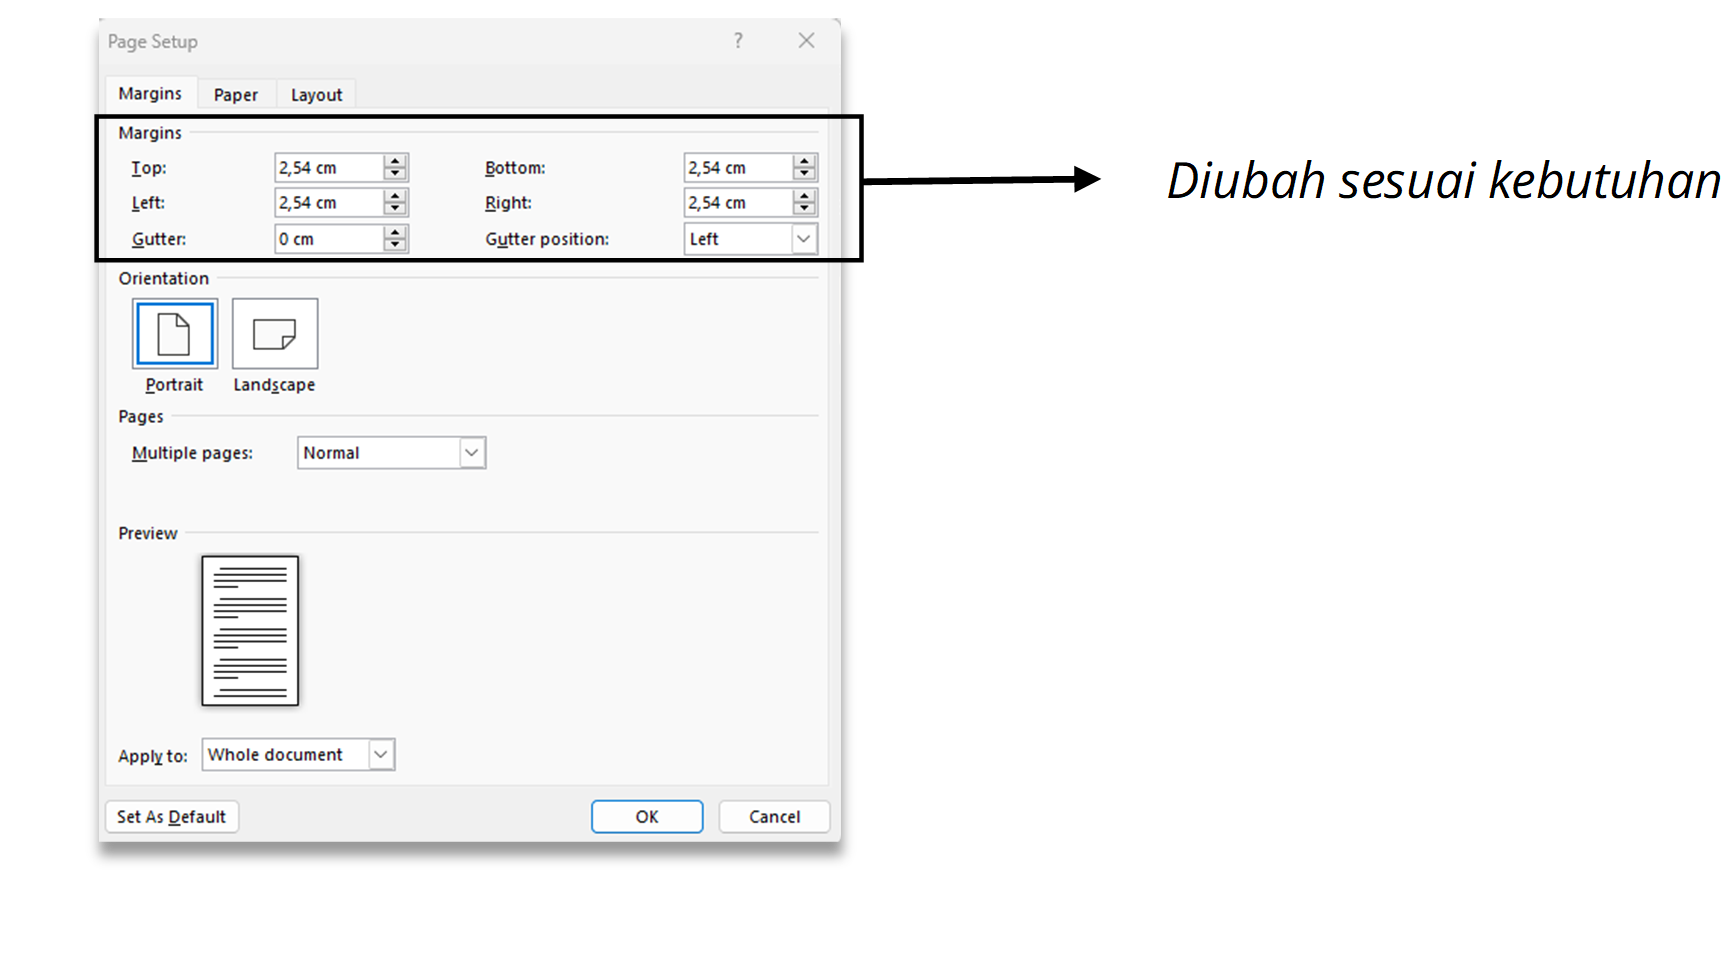 Page Setup ?
Margins Paper Layout
Margins
Top: 2,54 cm Bottom: 2,54 cm
Diubah sesuai kebutuhan
Left: 2,54 cm Right: 2,54 cm
Gutter: 0 cm Gutter position: Left
Orientation
Portrait Landscape
Pages
Multiple pages: Normal
Preview
Apply to: Whole document
Set As Default OK Cancel